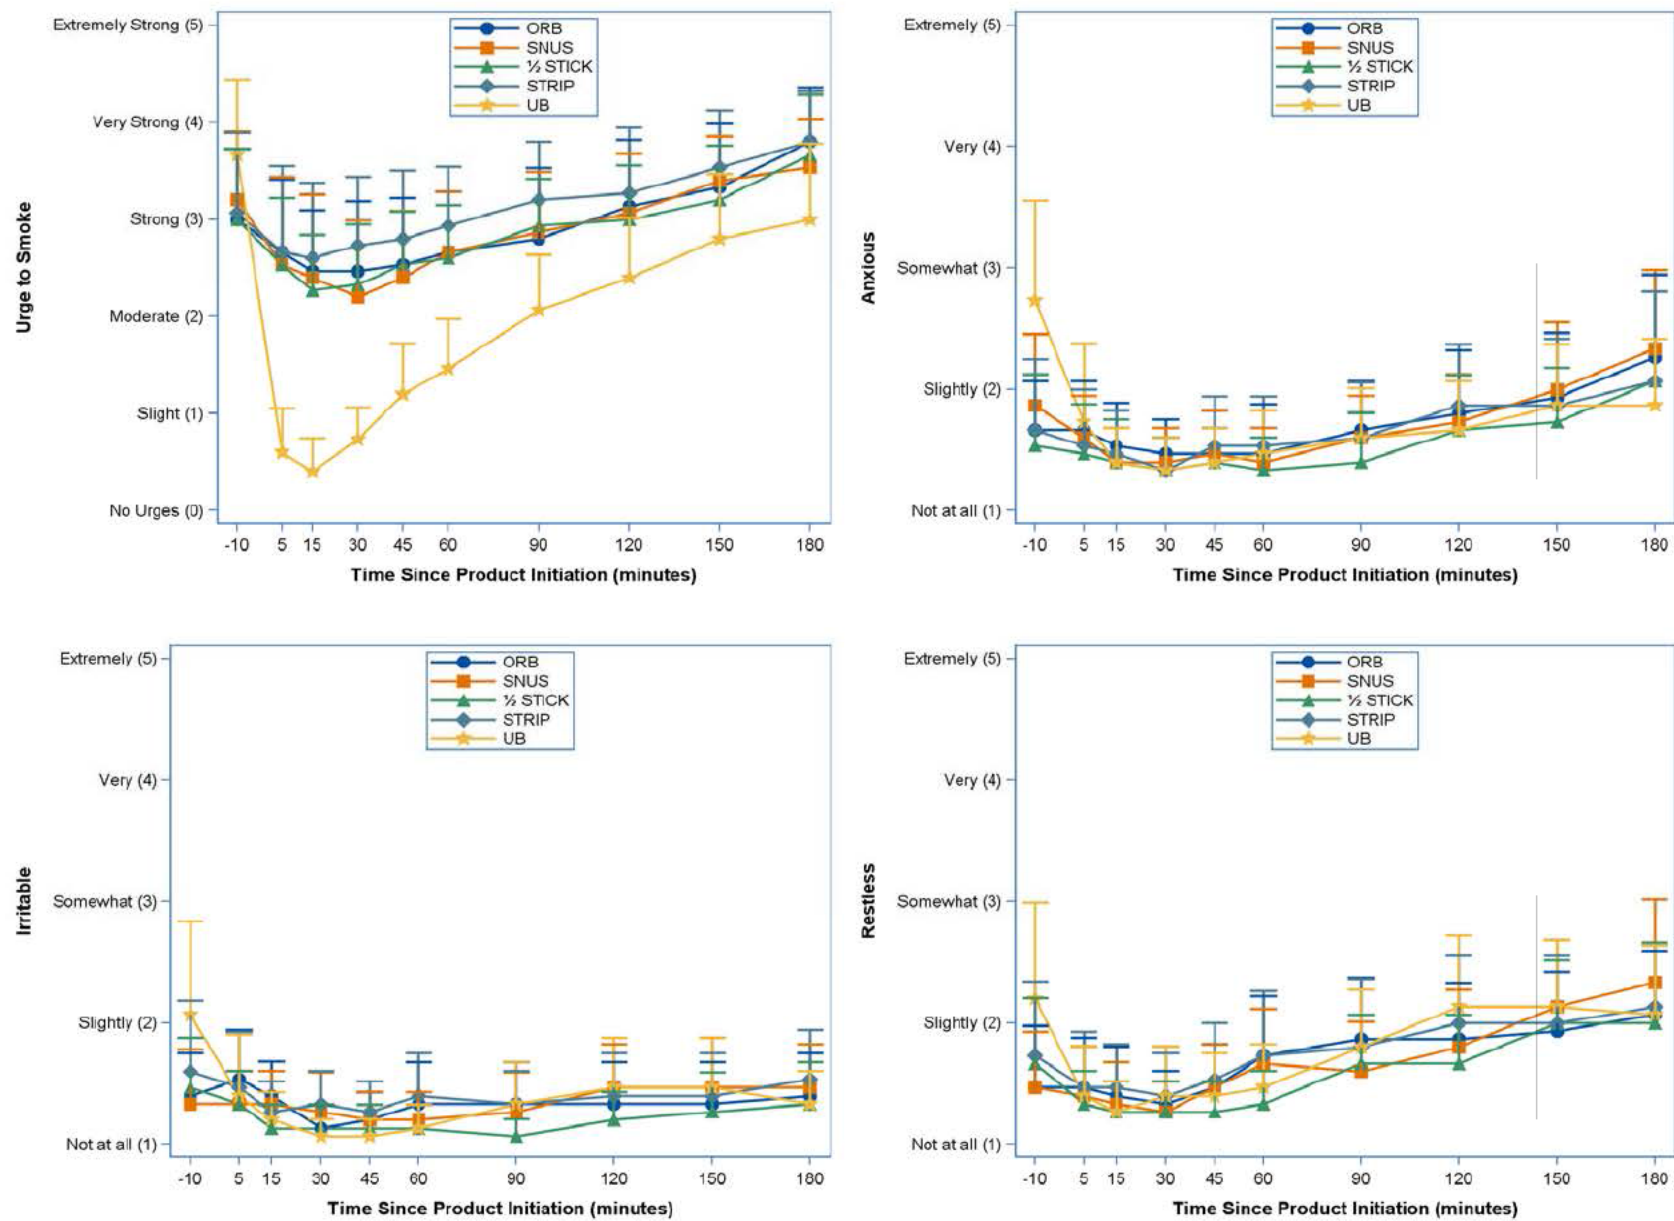 Extremely Strong (5)
Very Strong (4)
Strong (3)
Moderate (2)
Slight (1)
No Urges (0)
Urge to Smoke
ORB
SNUS
½ STICK
STRIP
UB
-10 5 15 30 45 60 90 120 150 180
Time Since Product Initiation (minutes)
Extremely (5)
Very (4)
Somewhat (3)
Slightly (2)
Not at all (1)
Anxious
ORB
SNUS
½ STICK
STRIP
UB
-10 5 15 30 45 60 90 120 150 180
Time Since Product Initiation (minutes)
Extremely (5)
Very (4)
Somewhat (3)
Slightly (2)
Not at all (1)
Irritable
ORB
SNUS
½ STICK
STRIP
UB
-10 5 15 30 45 60 90 120 150 180
Time Since Product Initiation (minutes)
Extremely (5)
Very (4)
Somewhat (3)
Slightly (2)
Not at all (1)
Restless
ORB
SNUS
½ STICK
STRIP
UB
-10 5 15 30 45 60 90 120 150 180
Time Since Product Initiation (minutes)